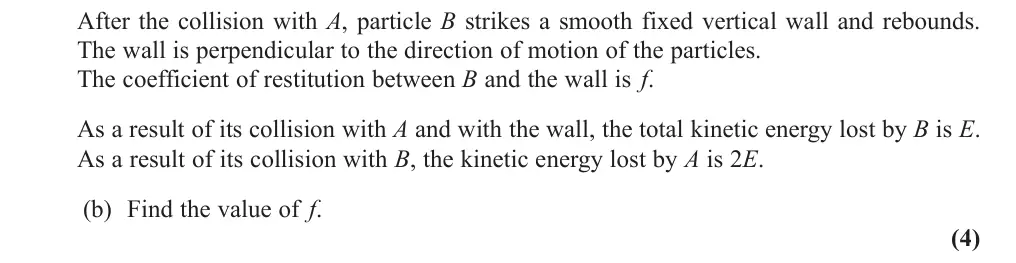 After the collision with A, particle B strikes a smooth fixed vertical wall and rebounds.
The wall is perpendicular to the direction of motion of the particles.
The coefficient of restitution between B and the wall is f.
As a result of its collision with A and with the wall, the total kinetic energy lost by B is E.
As a result of its collision with B, the kinetic energy lost by A is 2E.
(b) Find the value of f.
(4)